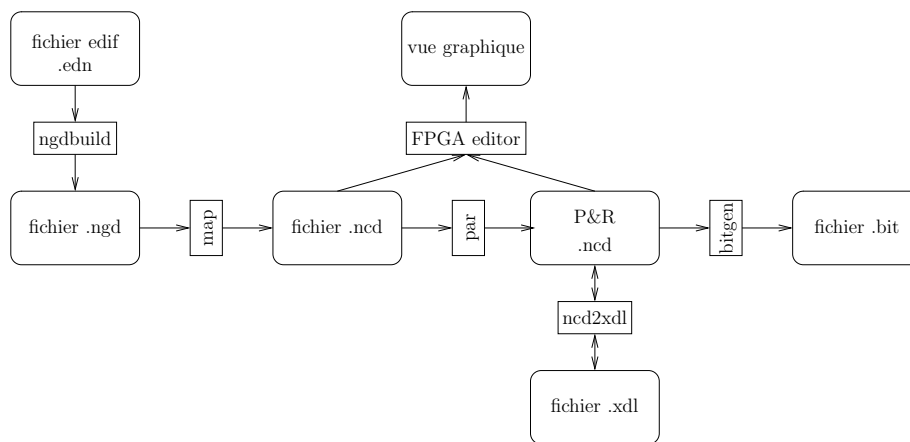 fichier edif
.edn
vue graphique
ngdbuild
FPGA editor
fichier .ngd
map
fichier .ncd
par
P&R
.ncd
bitgen
fichier .bit
ncd2xdl
fichier .xdl